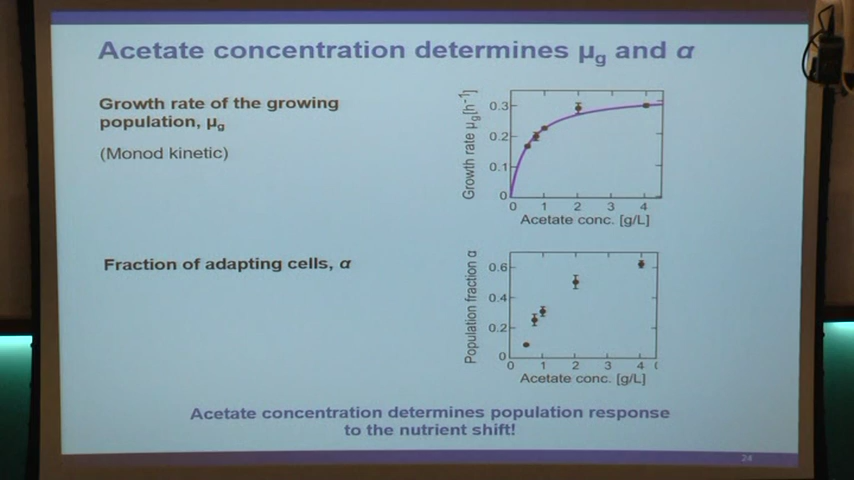 Acetate concentration determines μg and α
Growth rate of the growing
population, μg
(Monod kinetic)
Growth rate μg[h⁻¹]
0.3
0.2
0.1
0
0 1 2 3 4
Acetate conc. [g/L]
Fraction of adapting cells, α
Population fraction α
0.6
0.4
0.2
0
0 1 2 3 4
Acetate conc. [g/L]
Acetate concentration determines population response
to the nutrient shift!
24